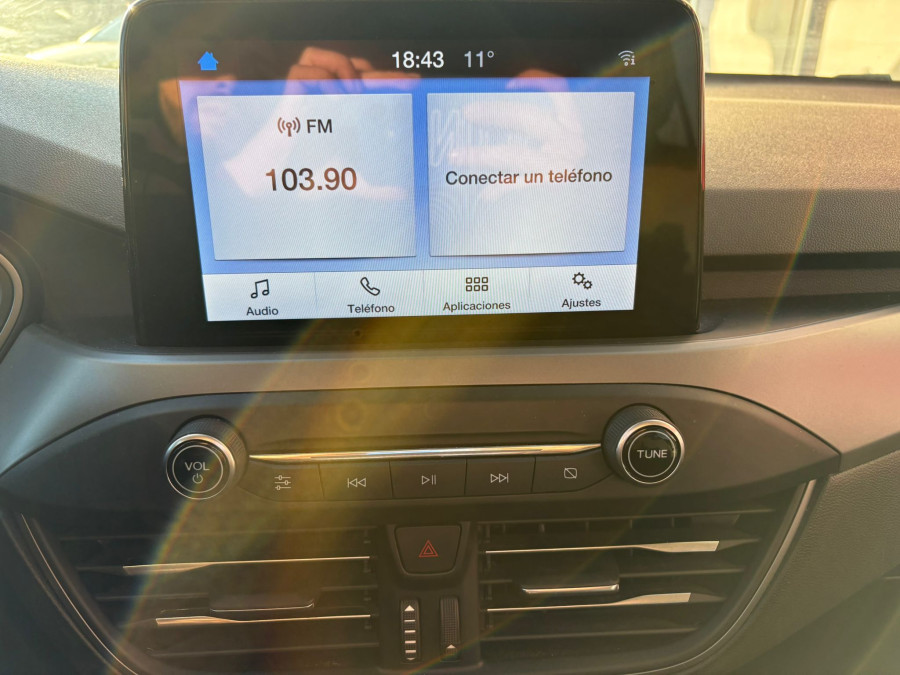 18:43 11°
FM
103.90
Conectar un teléfono
Audio
Teléfono
Aplicaciones
Ajustes
VOL
TUNE